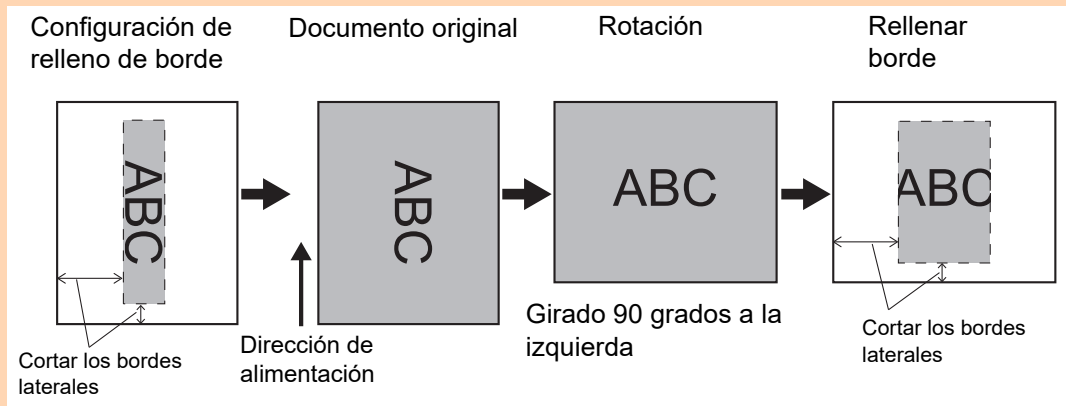 Configuración de
relleno de borde
Documento original
Rotación
Rellenar
borde
ABC
ABC
ABC
ABC
Cortar los bordes
laterales
Dirección de
alimentación
Girado 90 grados a la
izquierda
Cortar los bordes
laterales